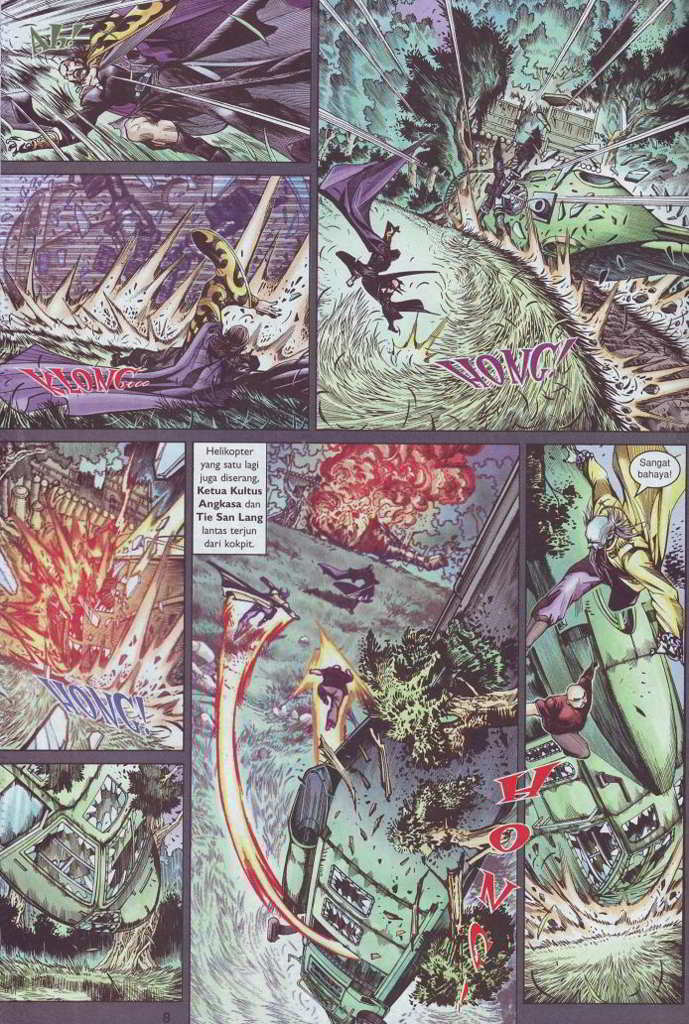 HONG!
KLONG...
HONG!
Helikopter
yang satu lagi
juga diserang,
Ketua Kultus
Angkasa dan
Tie San Lang
lantas terjun
dari kokpit.
HONG!
Sangat
bahaya!
8